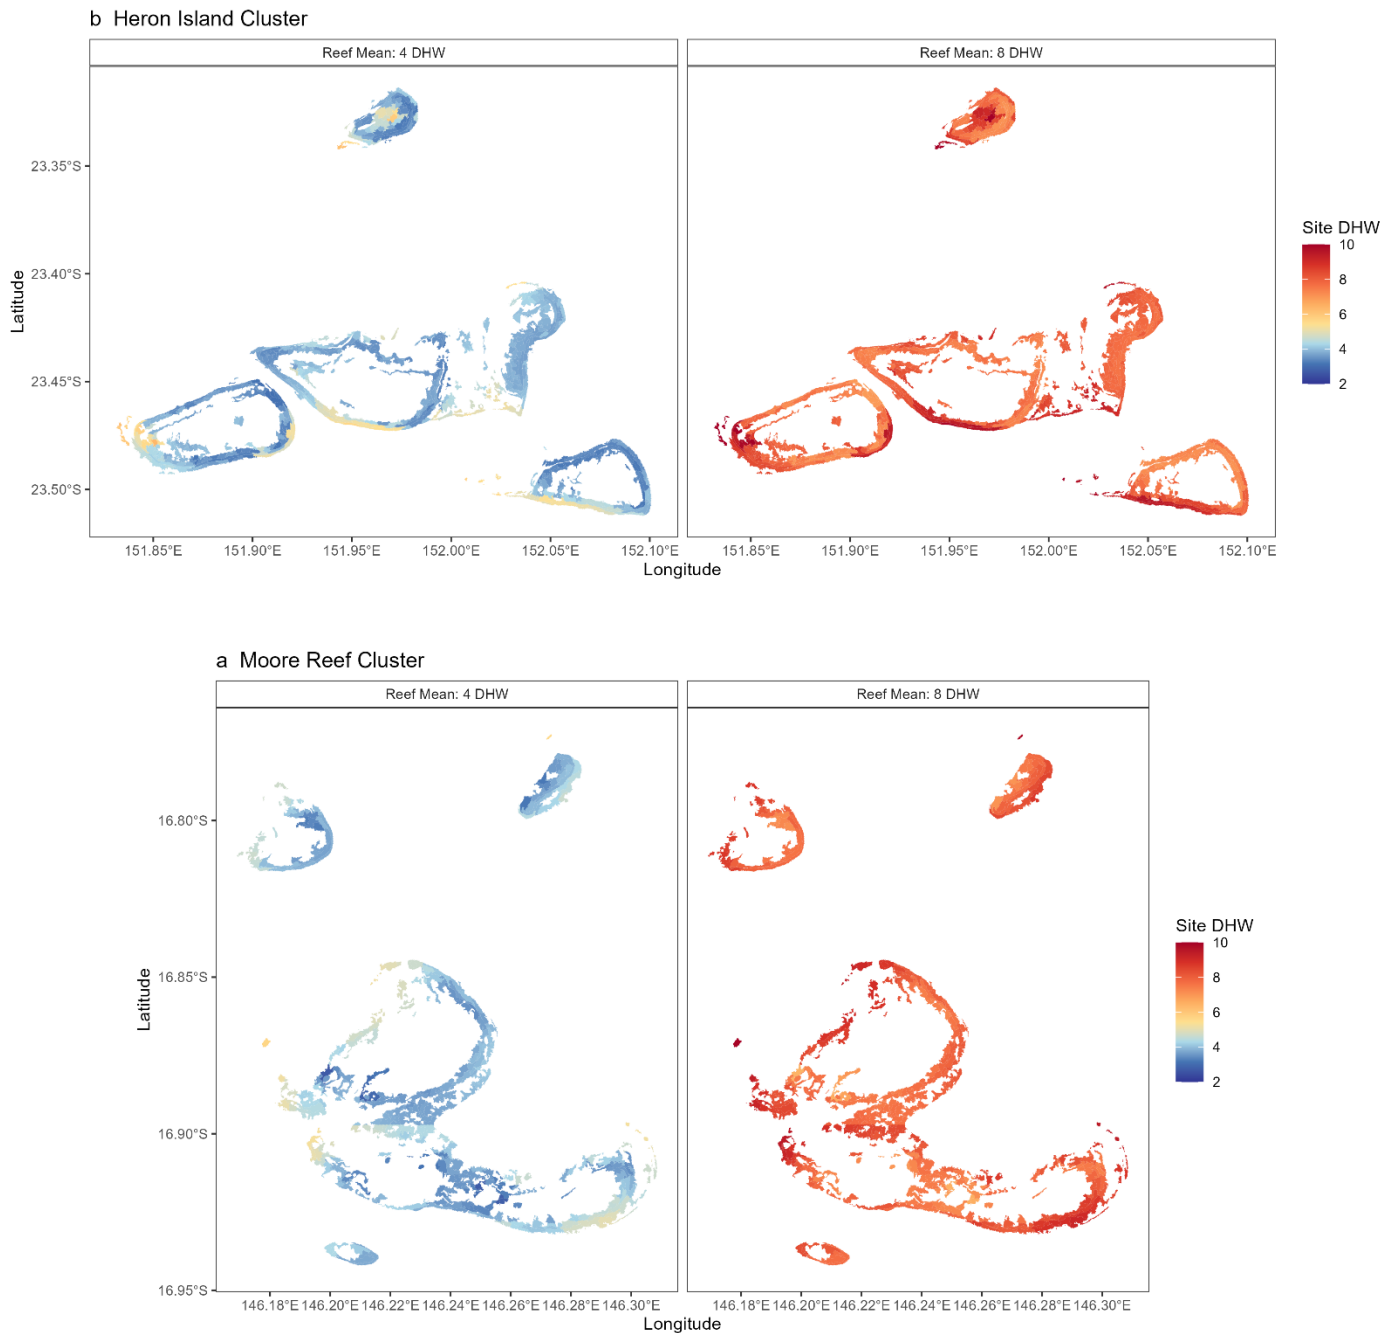 b Heron Island Cluster
Reef Mean: 4 DHW
Reef Mean: 8 DHW
Latitude
23.35°S
23.40°S
23.45°S
23.50°S
151.85°E 151.90°E 151.95°E 152.00°E 152.05°E 152.10°E
151.85°E 151.90°E 151.95°E 152.00°E 152.05°E 152.10°E
Longitude
Site DHW
10
8
6
4
2
a Moore Reef Cluster
Reef Mean: 4 DHW
Reef Mean: 8 DHW
Latitude
16.80°S
16.85°S
16.90°S
16.95°S
146.18°E 146.20°E 146.22°E 146.24°E 146.26°E 146.28°E 146.30°E
146.18°E 146.20°E 146.22°E 146.24°E 146.26°E 146.28°E 146.30°E
Longitude
Site DHW
10
8
6
4
2